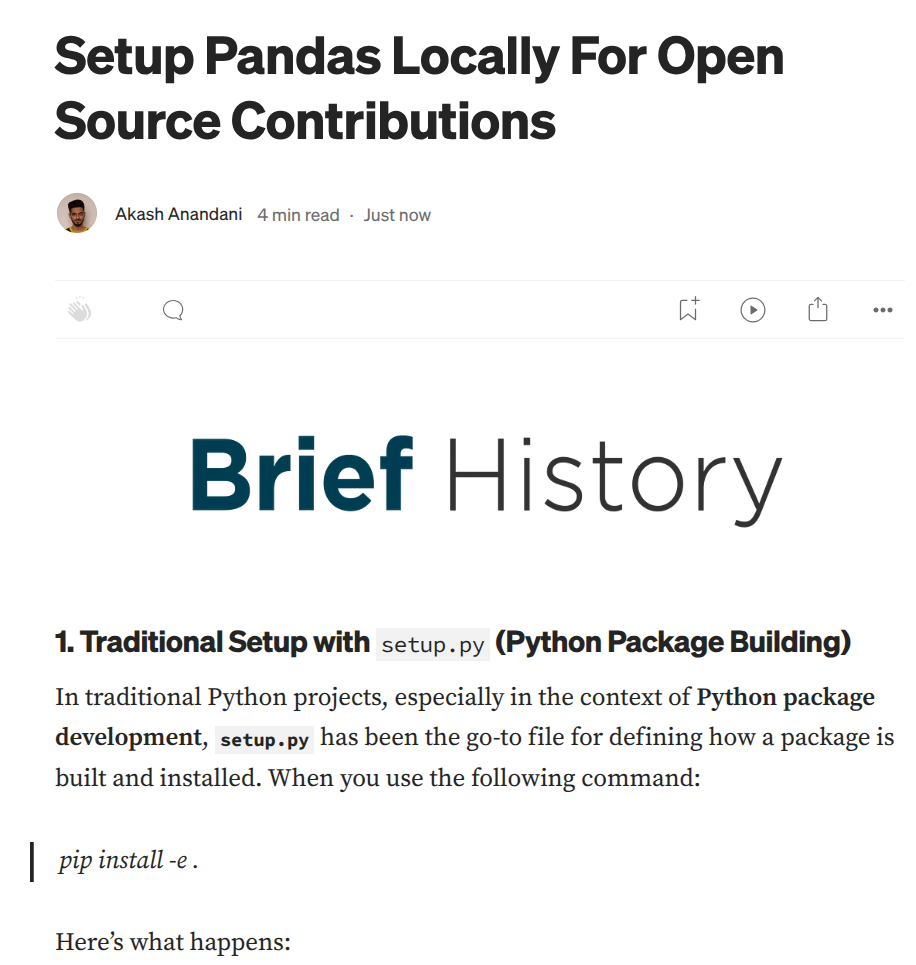 Setup Pandas Locally For Open
Source Contributions
Akash Anandani 4 min read · Just now
Brief History
1. Traditional Setup with setup.py (Python Package Building)
In traditional Python projects, especially in the context of Python package
development, setup.py has been the go-to file for defining how a package is
built and installed. When you use the following command:
pip install -e .
Here’s what happens: